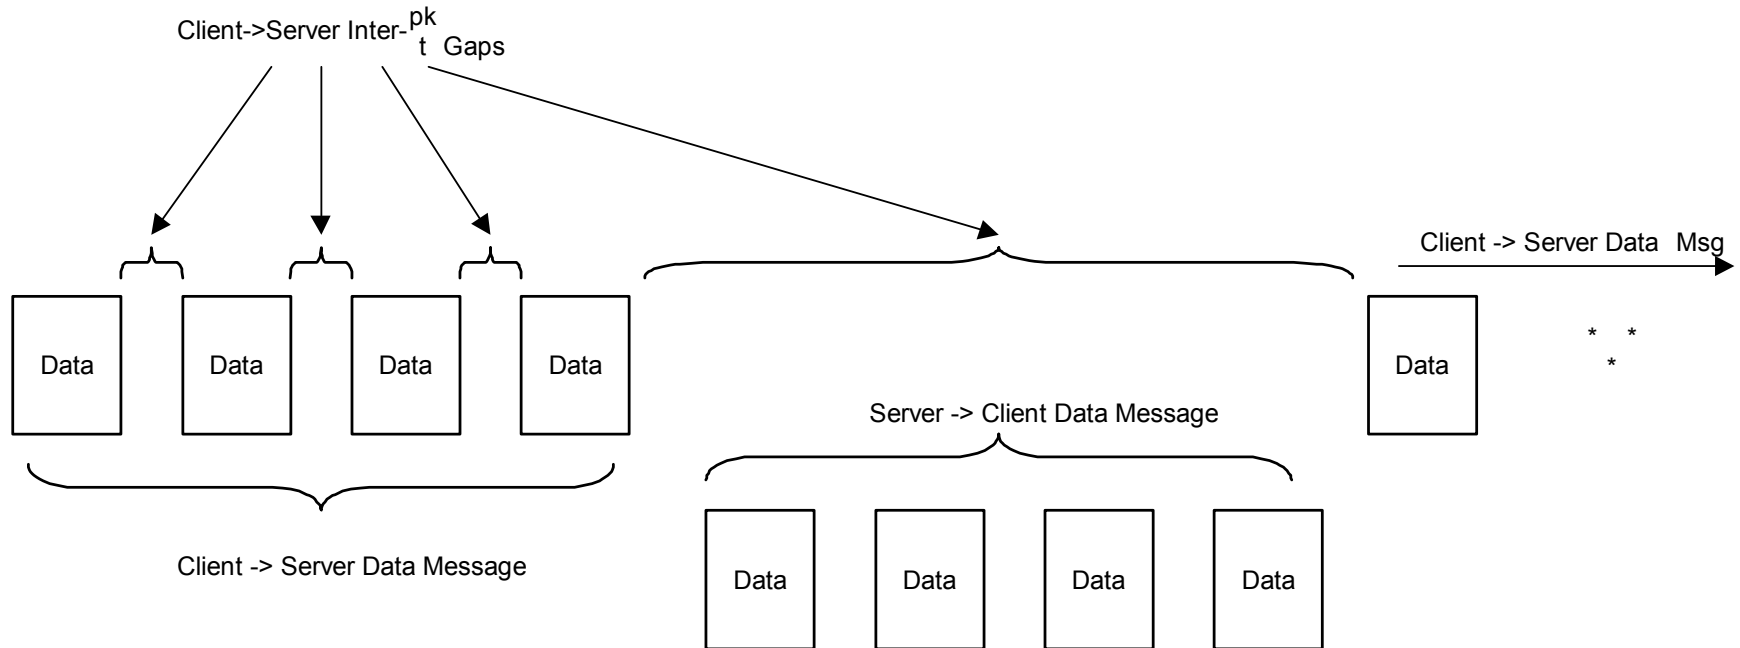 Client->Server Inter-pk
t Gaps
Client -> Server Data Msg
Data Data Data Data Data
* *
*
Server -> Client Data Message
Client -> Server Data Message
Data Data Data Data